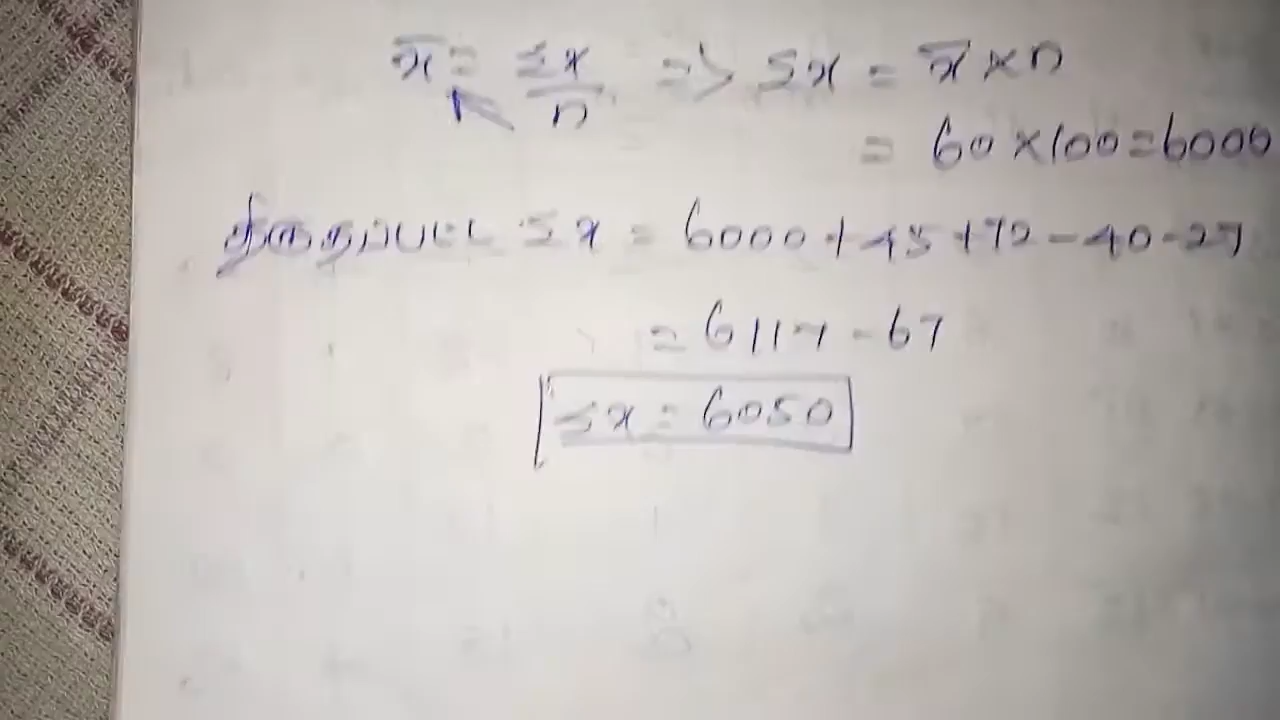 x̄ = Σx/n => Σx = x̄ × n
= 60 × 100 = 6000
திருத்தப்பட்ட Σx = 6000 + 45 + 72 - 40 - 27
= 6117 - 67
Σx = 6050